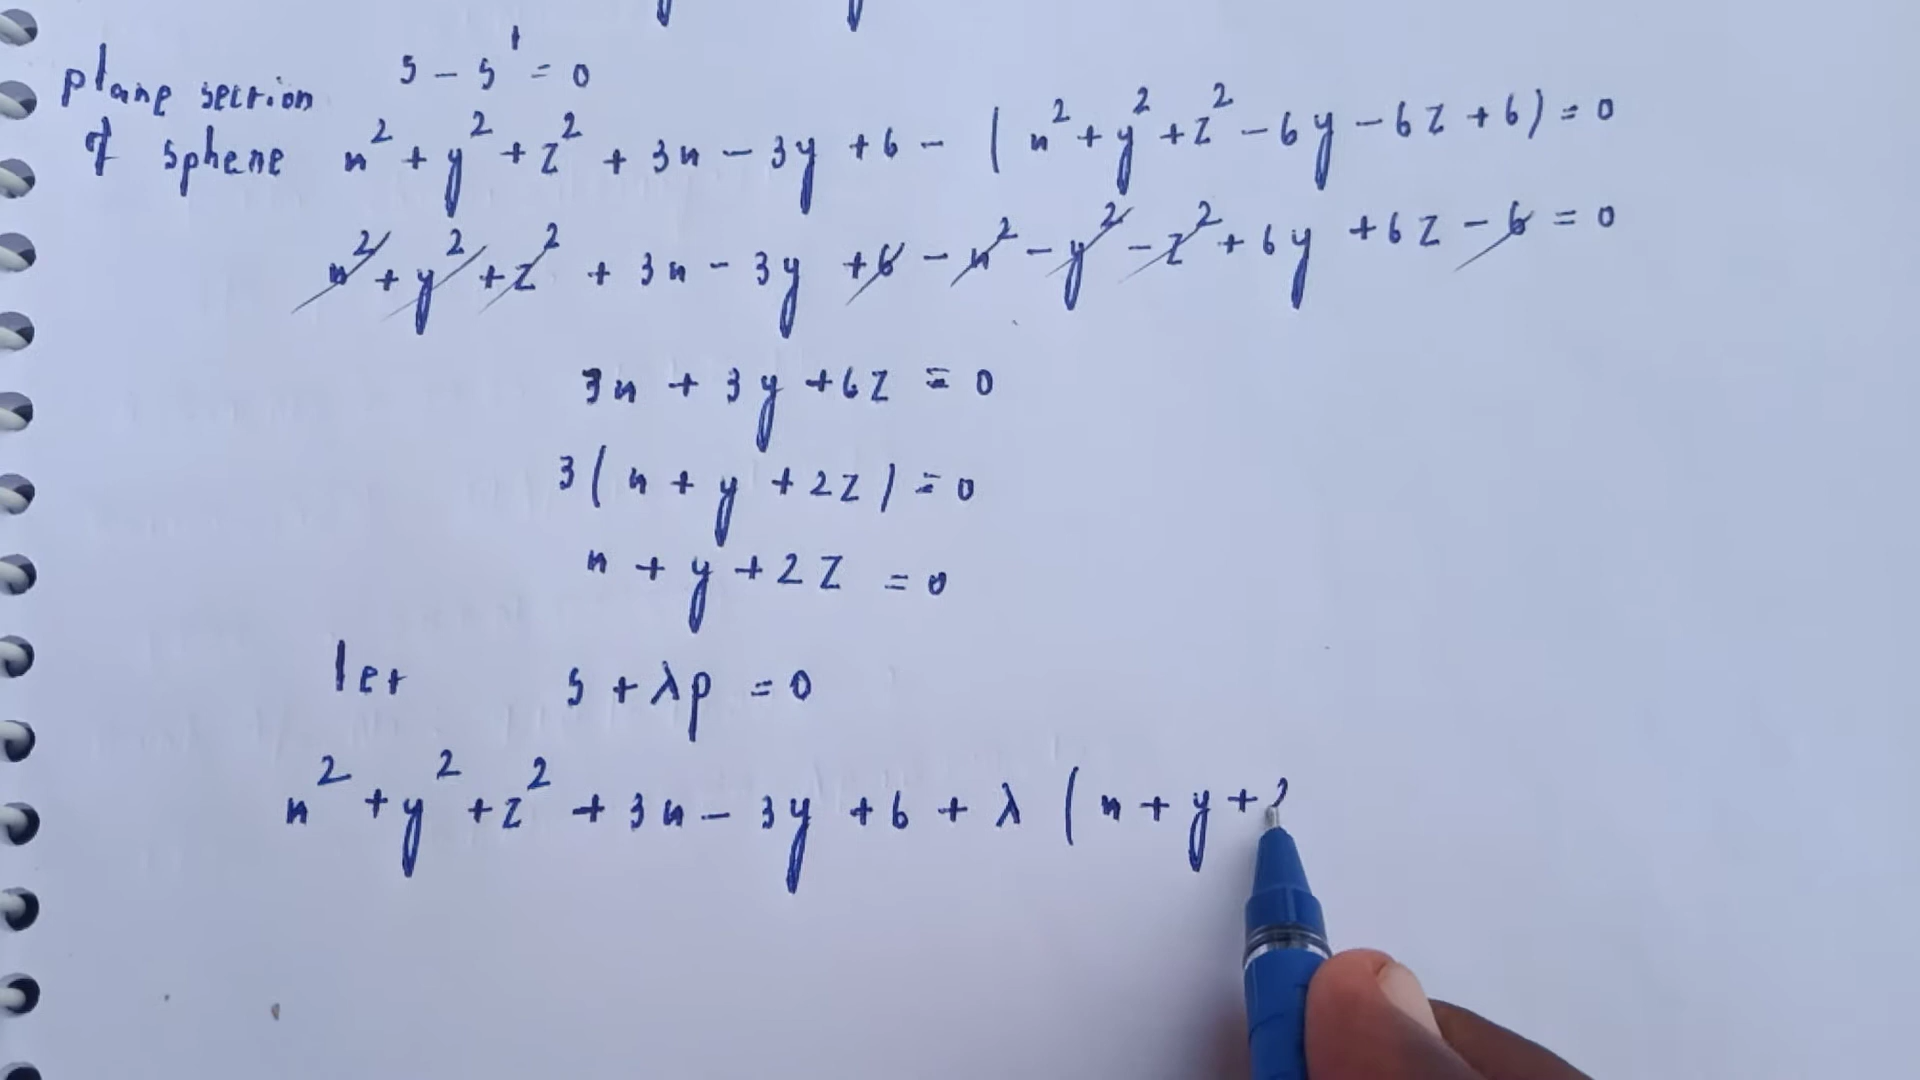 plane section S - S' = 0
of sphere x² + y² + z² + 3x - 3y + 6 - (x² + y² + z² - 6y - 6z + 6) = 0
x² + y² + z² + 3x - 3y + 6 - x² - y² - z² + 6y + 6z - 6 = 0
3x + 3y + 6z = 0
3(x + y + 2z) = 0
x + y + 2z = 0
let S + λp = 0
x² + y² + z² + 3x - 3y + 6 + λ (x + y + 2